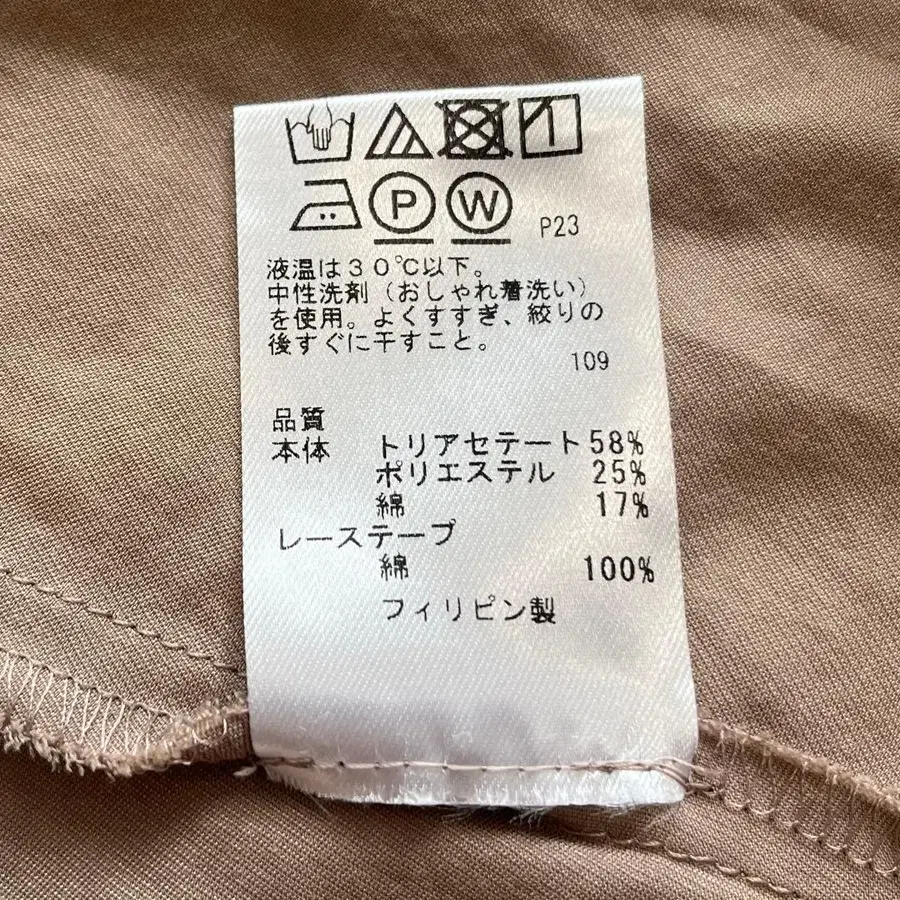 P W P23
液温は30℃以下。
中性洗剤(おしゃれ着洗い)
を使用。よくすすぎ、絞りの
後すぐに干すこと。
109
品質
本体 トリアセテート 58%
ポリエステル 25%
綿 17%
レーステープ
綿 100%
フィリピン製